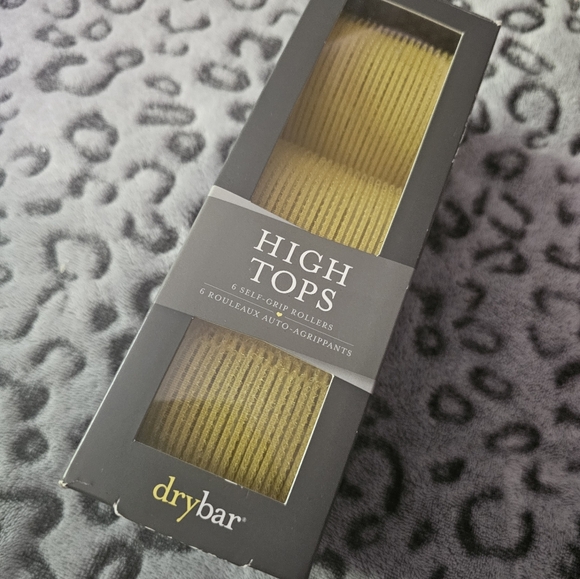 HIGH
TOPS
6 SELF-GRIP ROLLERS
6 ROULEAUX AUTO-AGRIPPANTS
drybar®